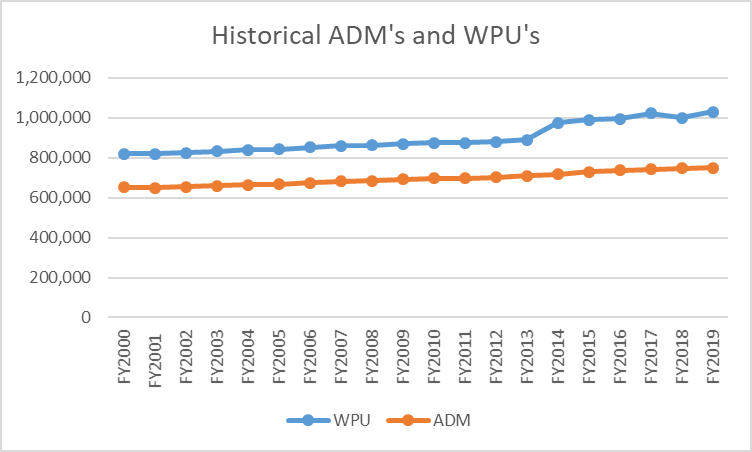 Historical ADM's and WPU's
1,200,000
1,000,000
800,000
600,000
400,000
200,000
0
FY2000
FY2001
FY2002
FY2003
FY2004
FY2005
FY2006
FY2007
FY2008
FY2009
FY2010
FY2011
FY2012
FY2013
FY2014
FY2015
FY2016
FY2017
FY2018
FY2019
WPU ADM